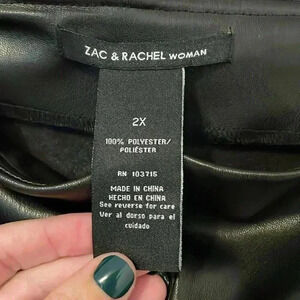 ZAC & RACHEL WOMAN
2X
100% POLYESTER/
POLIÉSTER
RN 103715
MADE IN CHINA
HECHO EN CHINA
See reverse for care
Ver al dorso para el
cuidado